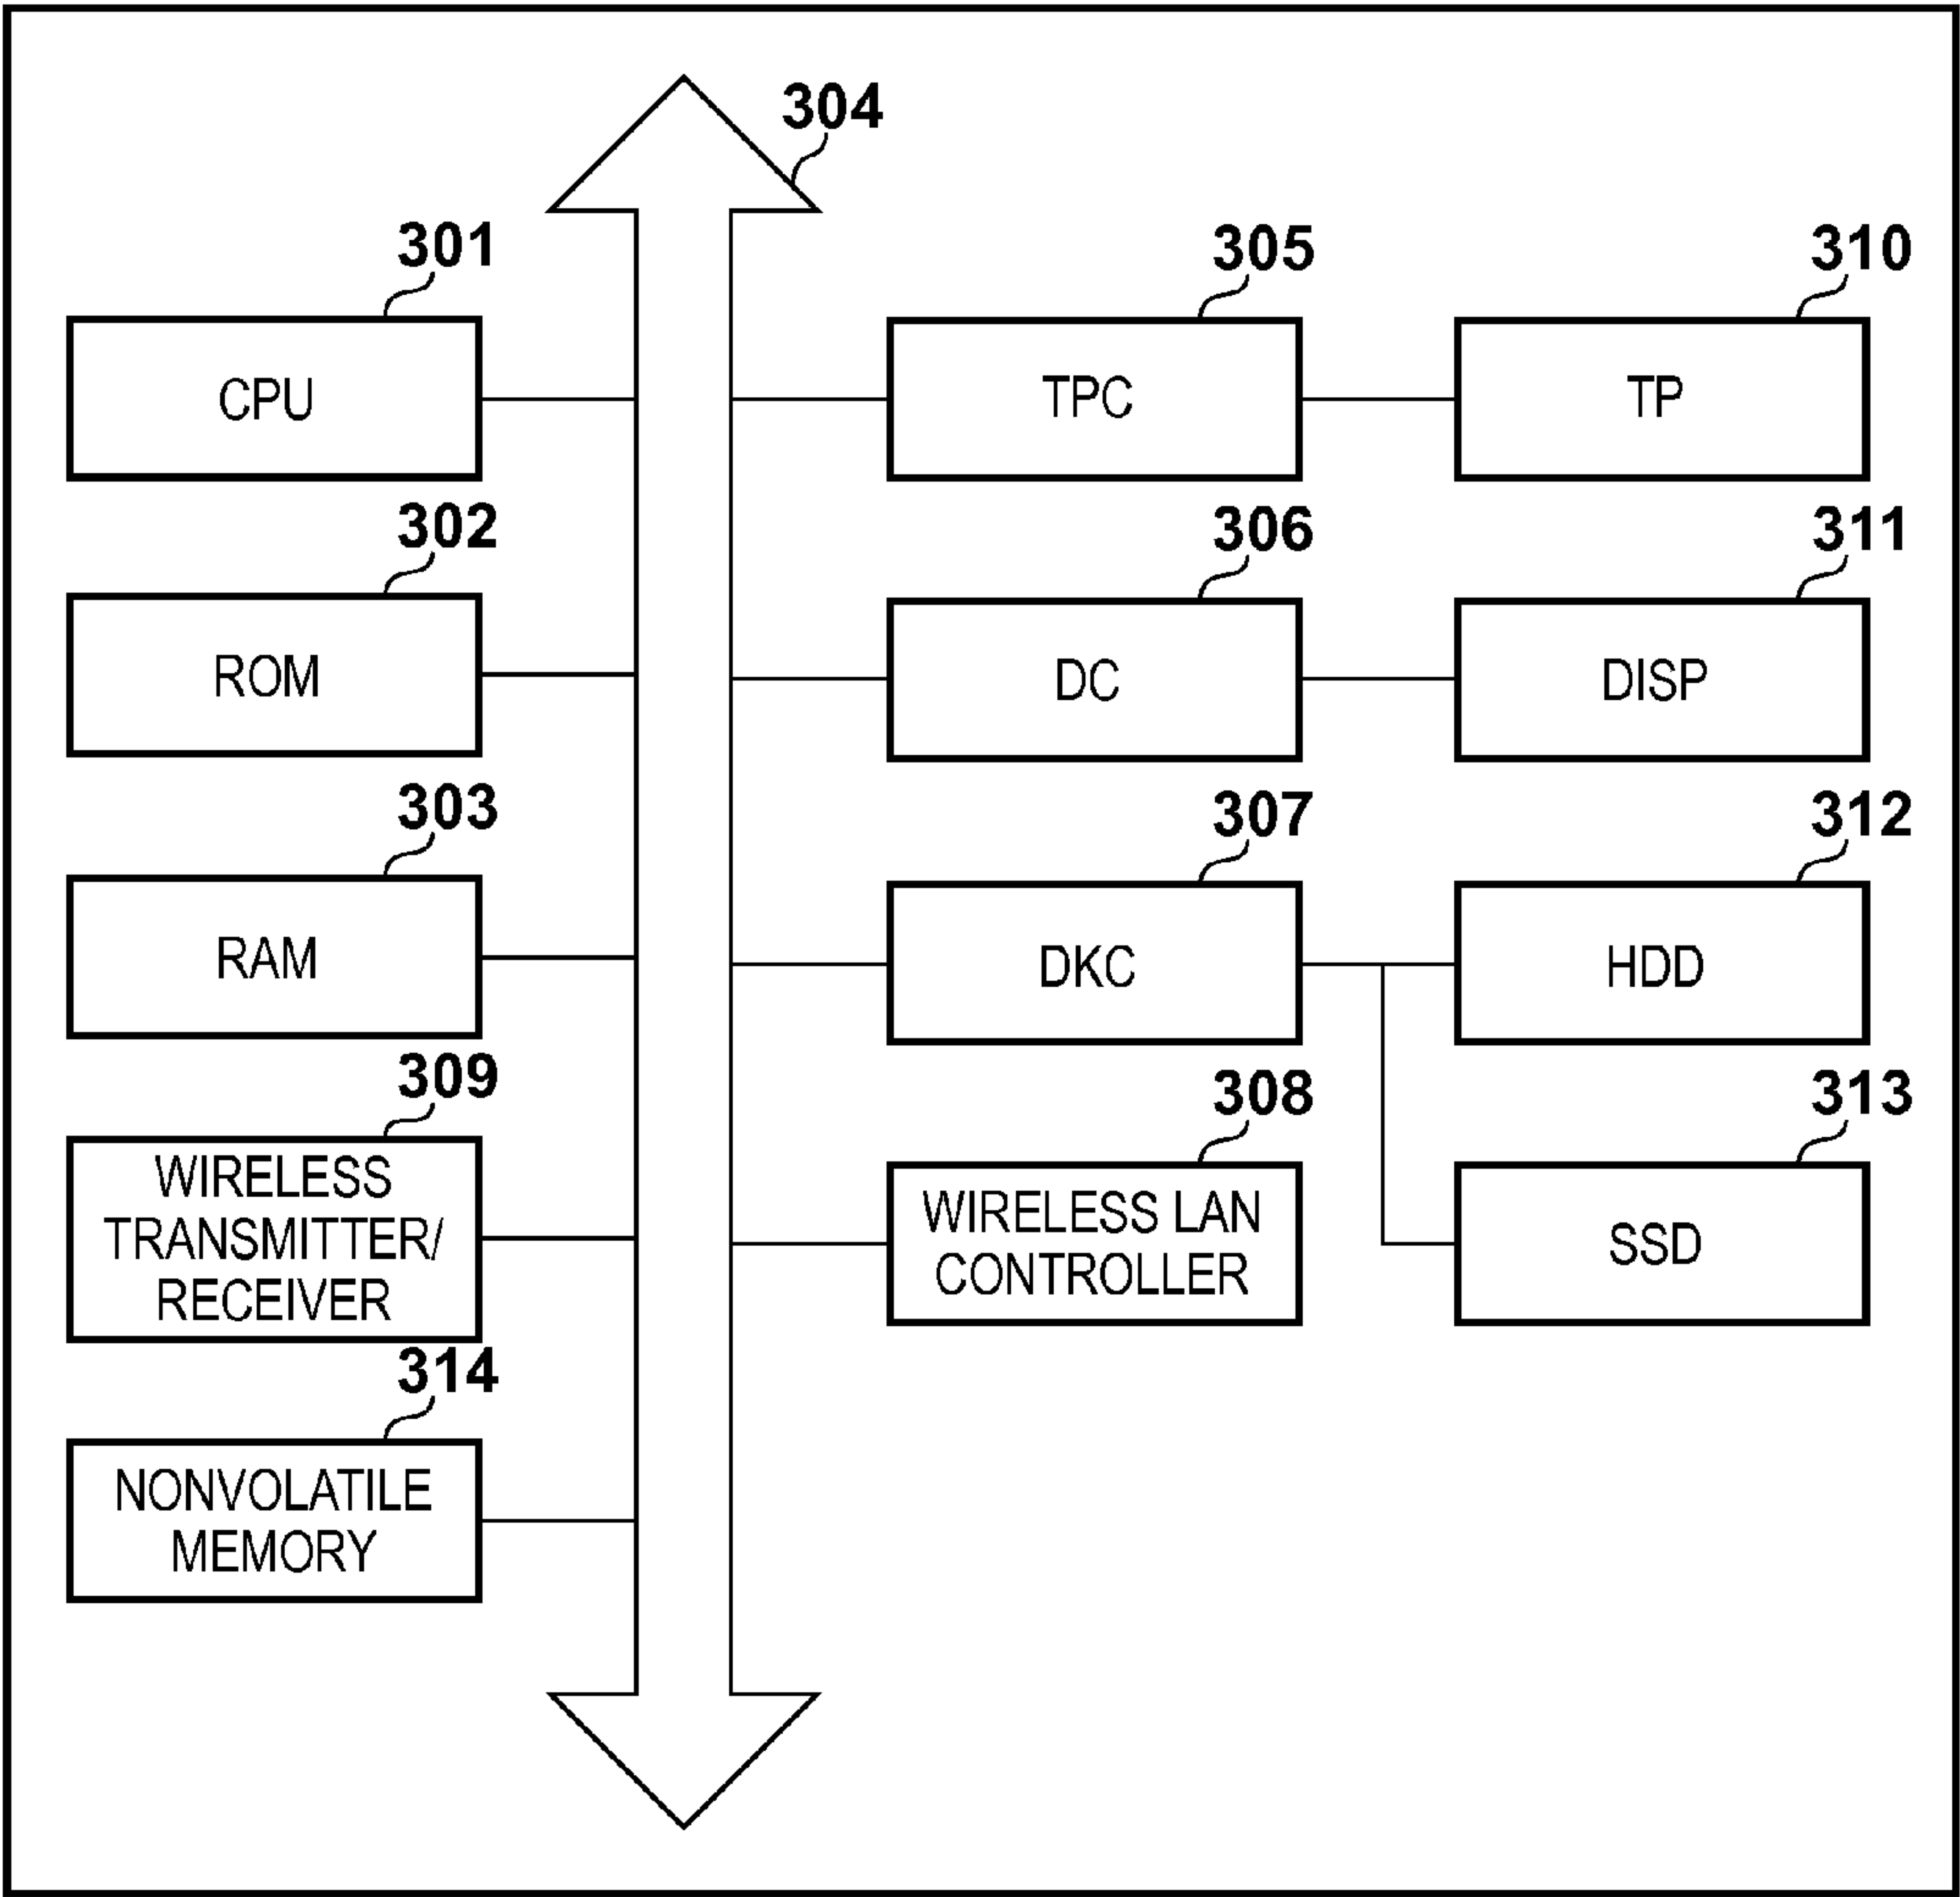 304
301
305
310
CPU
TPC
TP
302
306
311
ROM
DC
DISP
303
307
312
RAM
DKC
HDD
309
308
313
WIRELESS
TRANSMITTER/
RECEIVER
WIRELESS LAN
CONTROLLER
SSD
314
NONVOLATILE
MEMORY